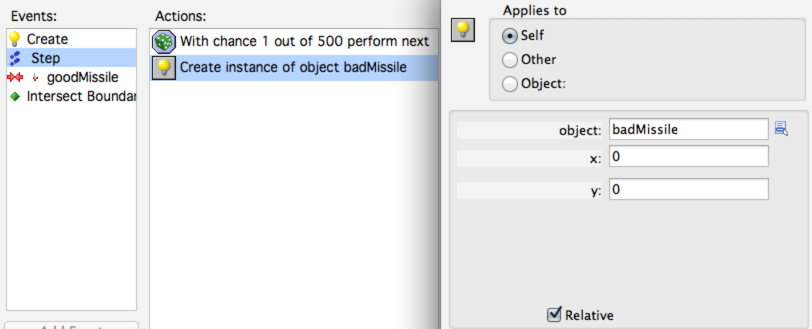 Events:
Create
Step
goodMissile
Intersect Boundar
Actions:
With chance 1 out of 500 perform next
Create instance of object badMissile
Applies to
Self
Other
Object:
object: badMissile
x: 0
y: 0
Relative